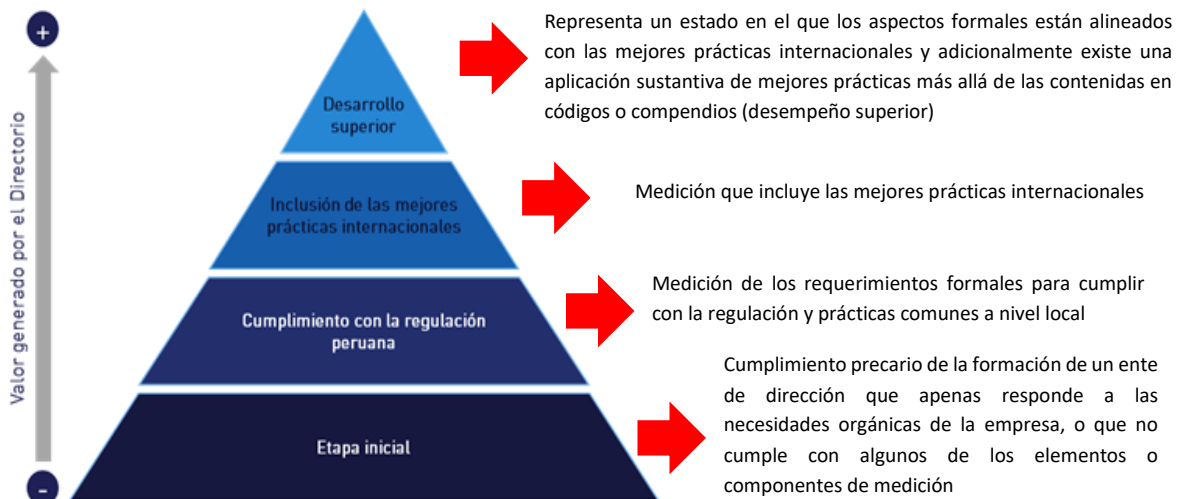 +
Valor generado por el Directorio
-
Desarrollo
superior
Representa un estado en el que los aspectos formales están alineados
con las mejores prácticas internacionales y adicionalmente existe una
aplicación sustantiva de mejores prácticas más allá de las contenidas en
códigos o compendios (desempeño superior)
Inclusión de las mejores
prácticas internacionales
Medición que incluye las mejores prácticas internacionales
Cumplimiento con la regulación
peruana
Medición de los requerimientos formales para cumplir
con la regulación y prácticas comunes a nivel local
Etapa inicial
Cumplimiento precario de la formación de un ente
de dirección que apenas responde a las
necesidades orgánicas de la empresa, o que no
cumple con algunos de los elementos o
componentes de medición